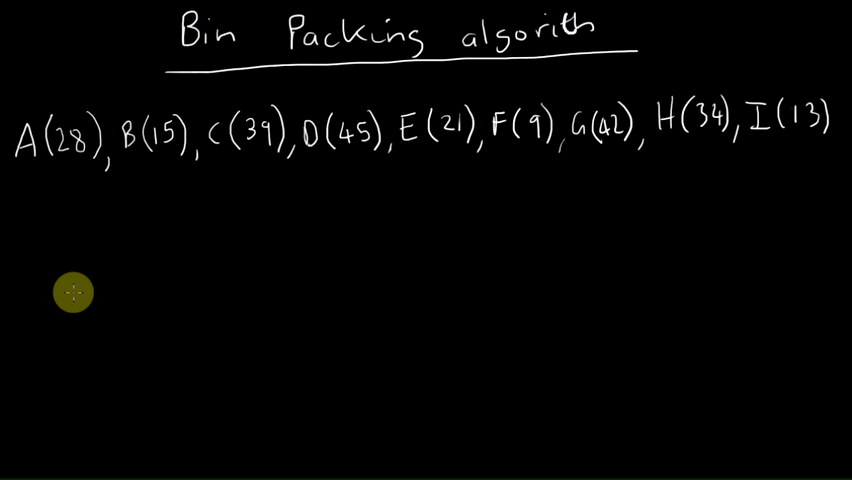 Bin Packing algorith
A(28), B(15), C(39), D(45), E(21), F(9), G(42), H(34), I(13)